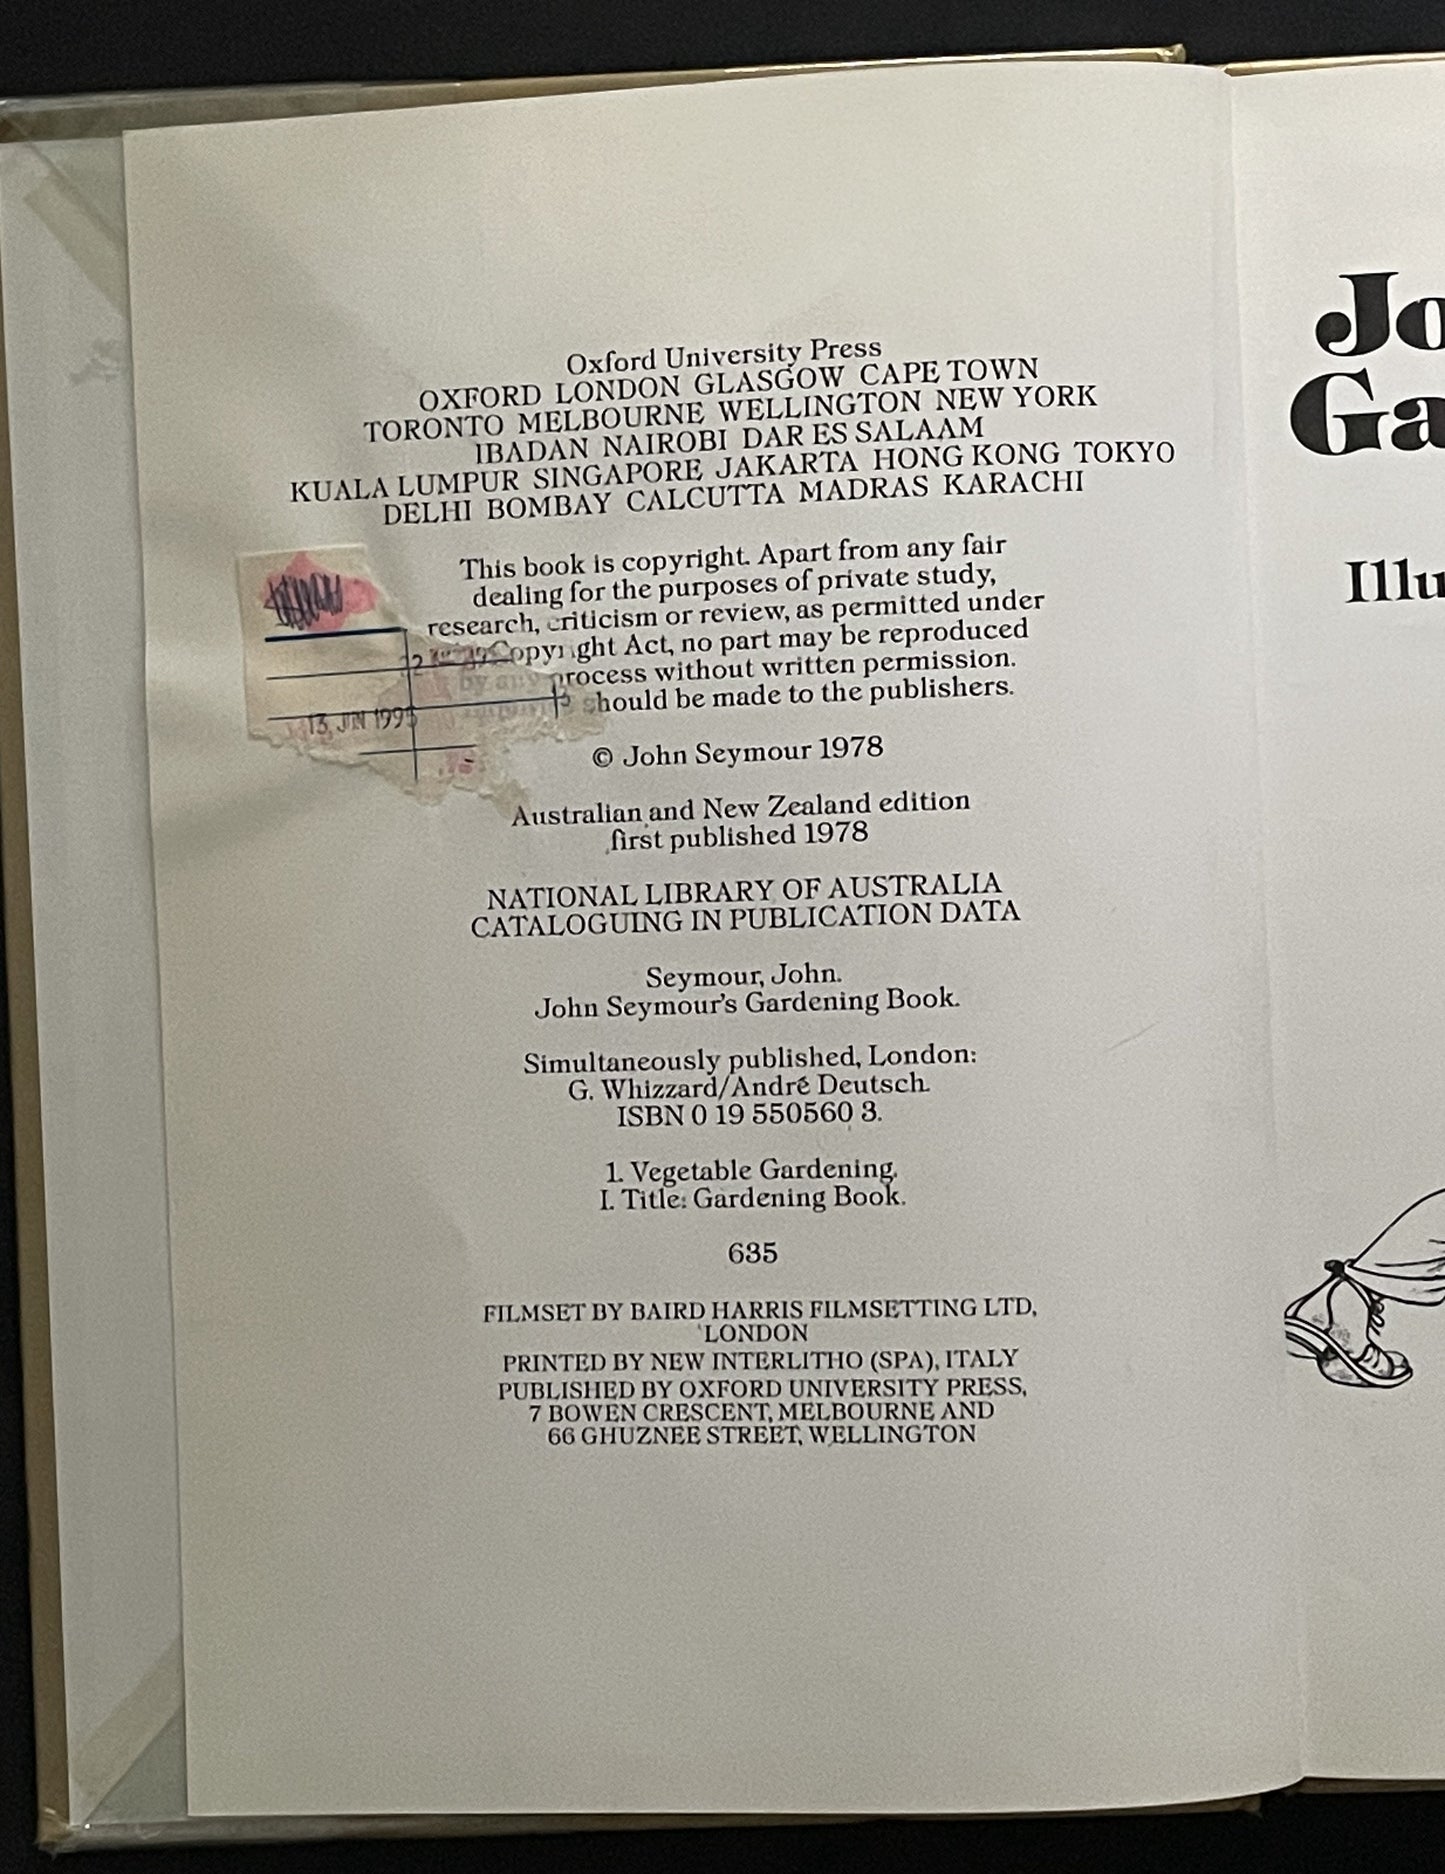 Oxford University Press
OXFORD LONDON GLASGOW CAPE TOWN
TORONTO MELBOURNE WELLINGTON NEW YORK
IBADAN NAIROBI DAR ES SALAAM
KUALA LUMPUR SINGAPORE JAKARTA HONG KONG TOKYO
DELHI BOMBAY CALCUTTA MADRAS KARACHI
This book is copyright. Apart from any fair
dealing for the purposes of private study,
research, criticism or review, as permitted under
Copyright Act, no part may be reproduced
by any process without written permission.
should be made to the publishers.
13 JUN 1995
© John Seymour 1978
Australian and New Zealand edition
first published 1978
NATIONAL LIBRARY OF AUSTRALIA
CATALOGUING IN PUBLICATION DATA
Seymour, John.
John Seymour's Gardening Book.
Simultaneously published, London:
G. Whizzard/André Deutsch.
ISBN 0 19 550560 3.
1. Vegetable Gardening.
I. Title: Gardening Book.
635
FILMSET BY BAIRD HARRIS FILMSETTING LTD,
LONDON
PRINTED BY NEW INTERLITHO (SPA), ITALY
PUBLISHED BY OXFORD UNIVERSITY PRESS,
7 BOWEN CRESCENT, MELBOURNE AND
66 GHUZNEE STREET, WELLINGTON
Jo
Ga
Illu